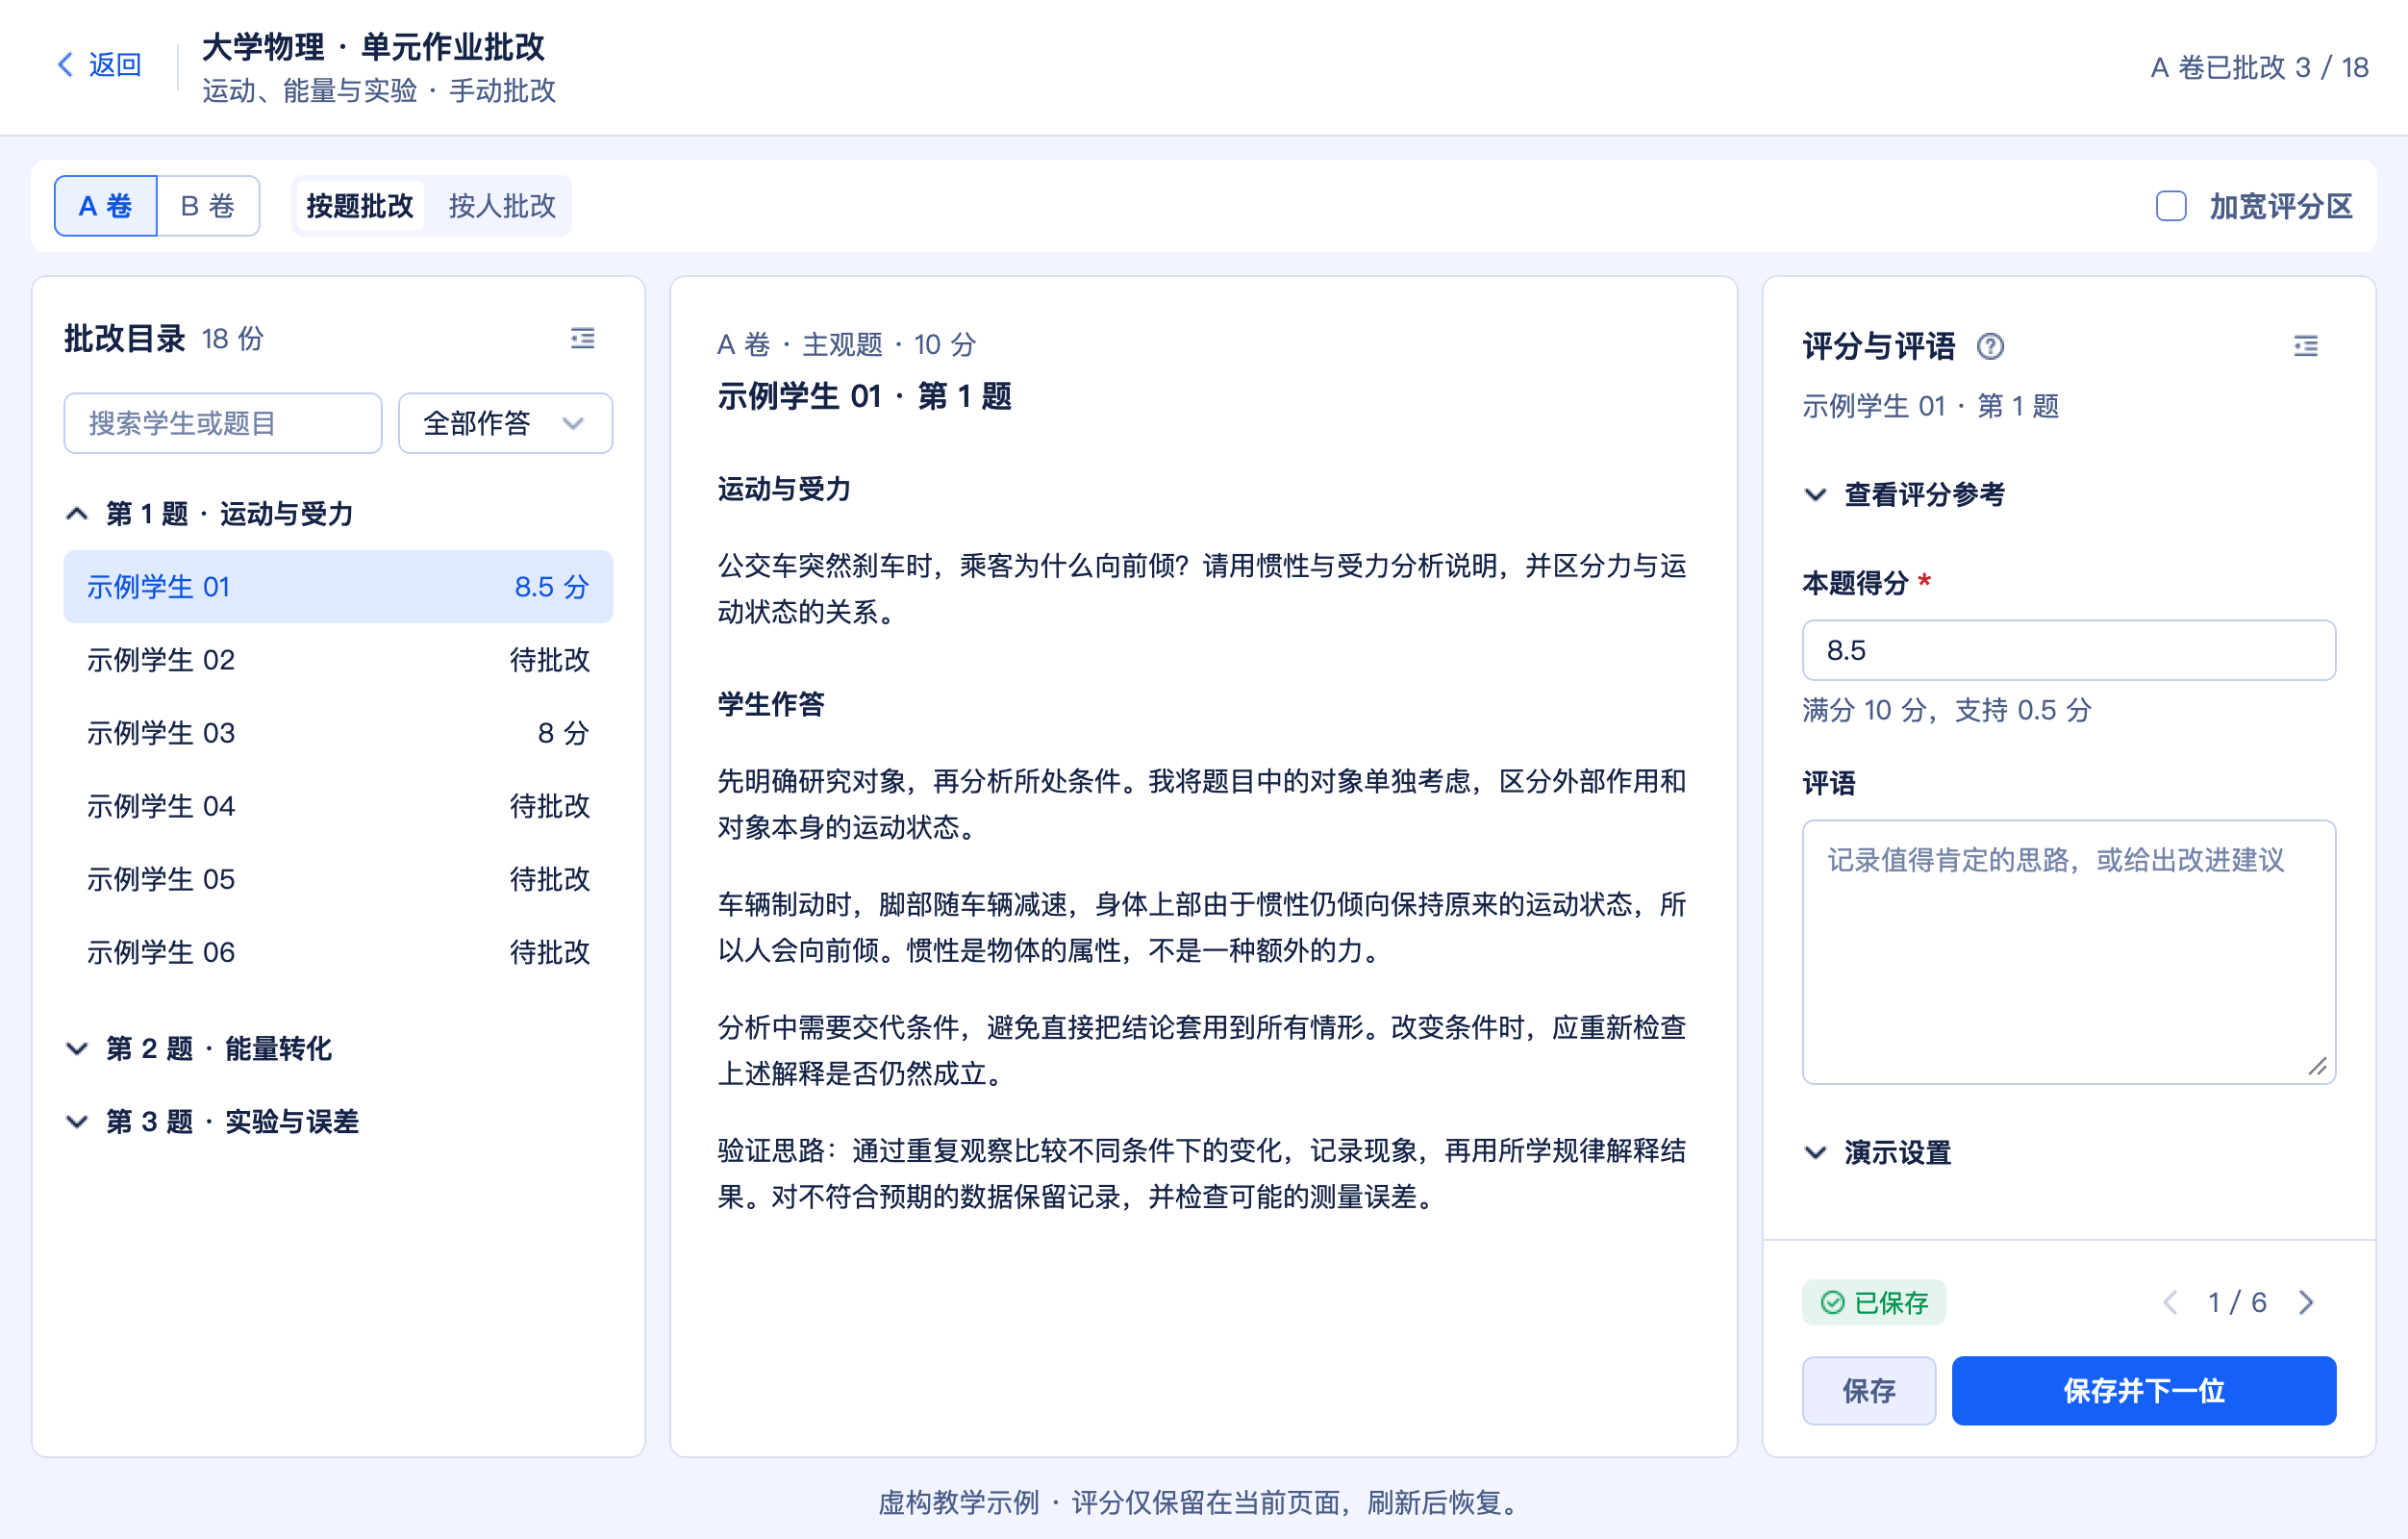 返回
大学物理 · 单元作业批改
运动、能量与实验 · 手动批改
A 卷已批改 3 / 18
A 卷
B 卷
按题批改
按人批改
加宽评分区
批改目录 18 份
搜索学生或题目
全部作答
第 1 题 · 运动与受力
示例学生 01 8.5 分
示例学生 02 待批改
示例学生 03 8 分
示例学生 04 待批改
示例学生 05 待批改
示例学生 06 待批改
第 2 题 · 能量转化
第 3 题 · 实验与误差
A 卷 · 主观题 · 10 分
示例学生 01 · 第 1 题
运动与受力
公交车突然刹车时，乘客为什么向前倾？请用惯性与受力分析说明，并区分力与运
动状态的关系。
学生作答
先明确研究对象，再分析所处条件。我将题目中的对象单独考虑，区分外部作用和
对象本身的运动状态。
车辆制动时，脚部随车辆减速，身体上部由于惯性仍倾向保持原来的运动状态，所
以人会向前倾。惯性是物体的属性，不是一种额外的力。
分析中需要交代条件，避免直接把结论套用到所有情形。改变条件时，应重新检查
上述解释是否仍然成立。
验证思路：通过重复观察比较不同条件下的变化，记录现象，再用所学规律解释结
果。对不符合预期的数据保留记录，并检查可能的测量误差。
评分与评语 ?
示例学生 01 · 第 1 题
查看评分参考
本题得分 *
8.5
满分 10 分，支持 0.5 分
评语
记录值得肯定的思路，或给出改进建议
演示设置
已保存
1 / 6
保存
保存并下一位
虚构教学示例 · 评分仅保留在当前页面，刷新后恢复。